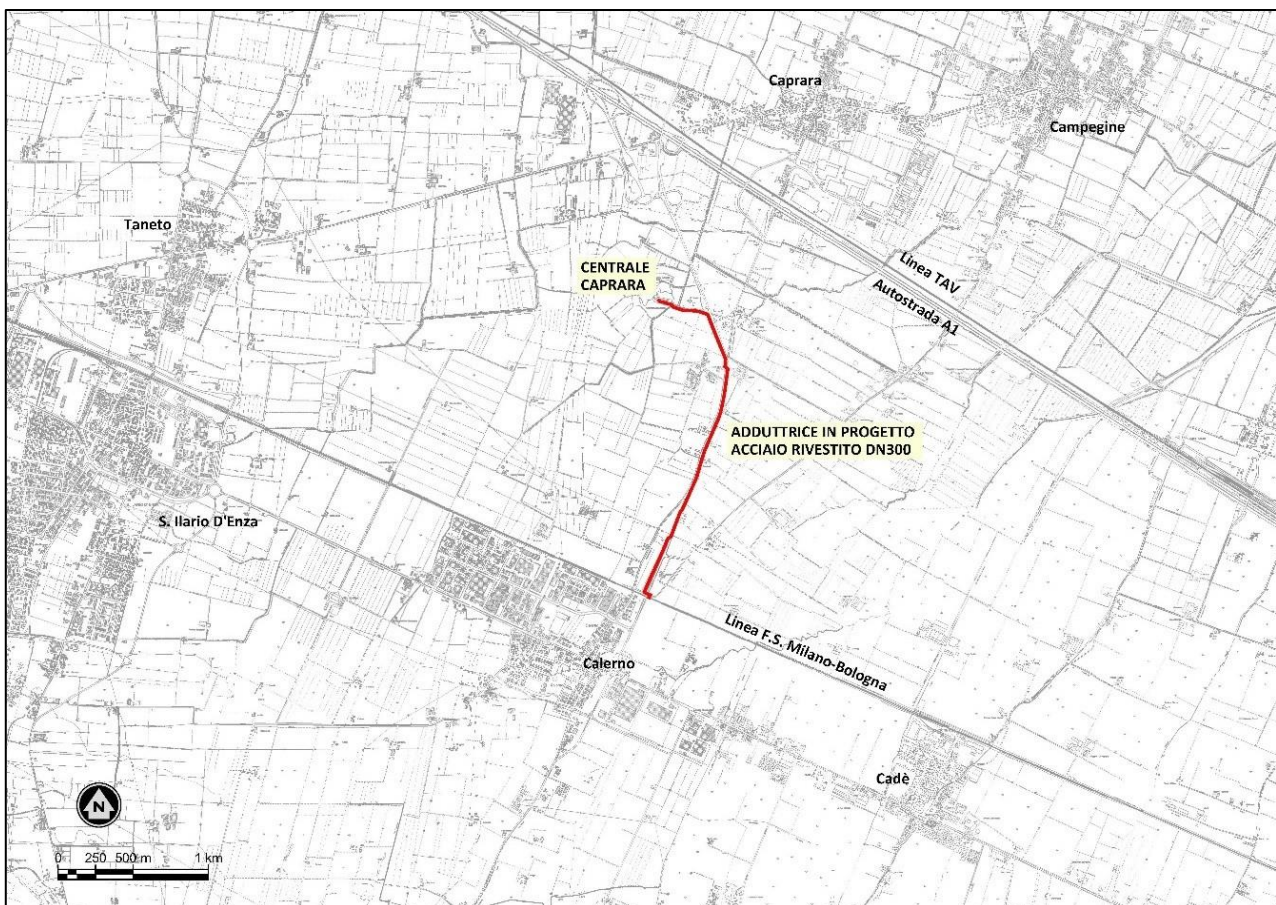 Caprara
Campegine
Taneto
CENTRALE
CAPRARA
Linea TAV
Autostrada A1
ADDUTTRICE IN PROGETTO
ACCIAIO RIVESTITO DN300
S. Ilario D'Enza
Calerno
Linea F.S. Milano-Bologna
Cadè
N
0 250 500 m 1 km